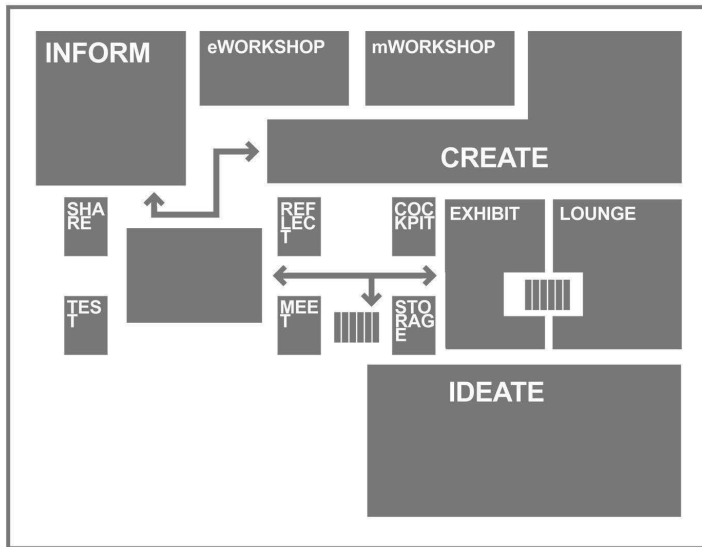 INFORM
eWORKSHOP
mWORKSHOP
CREATE
SHA
RE
REF
LEC
T
COC
KPIT
EXHIBIT
LOUNGE
TES
T
MEE
T
STO
RAG
E
IDEATE